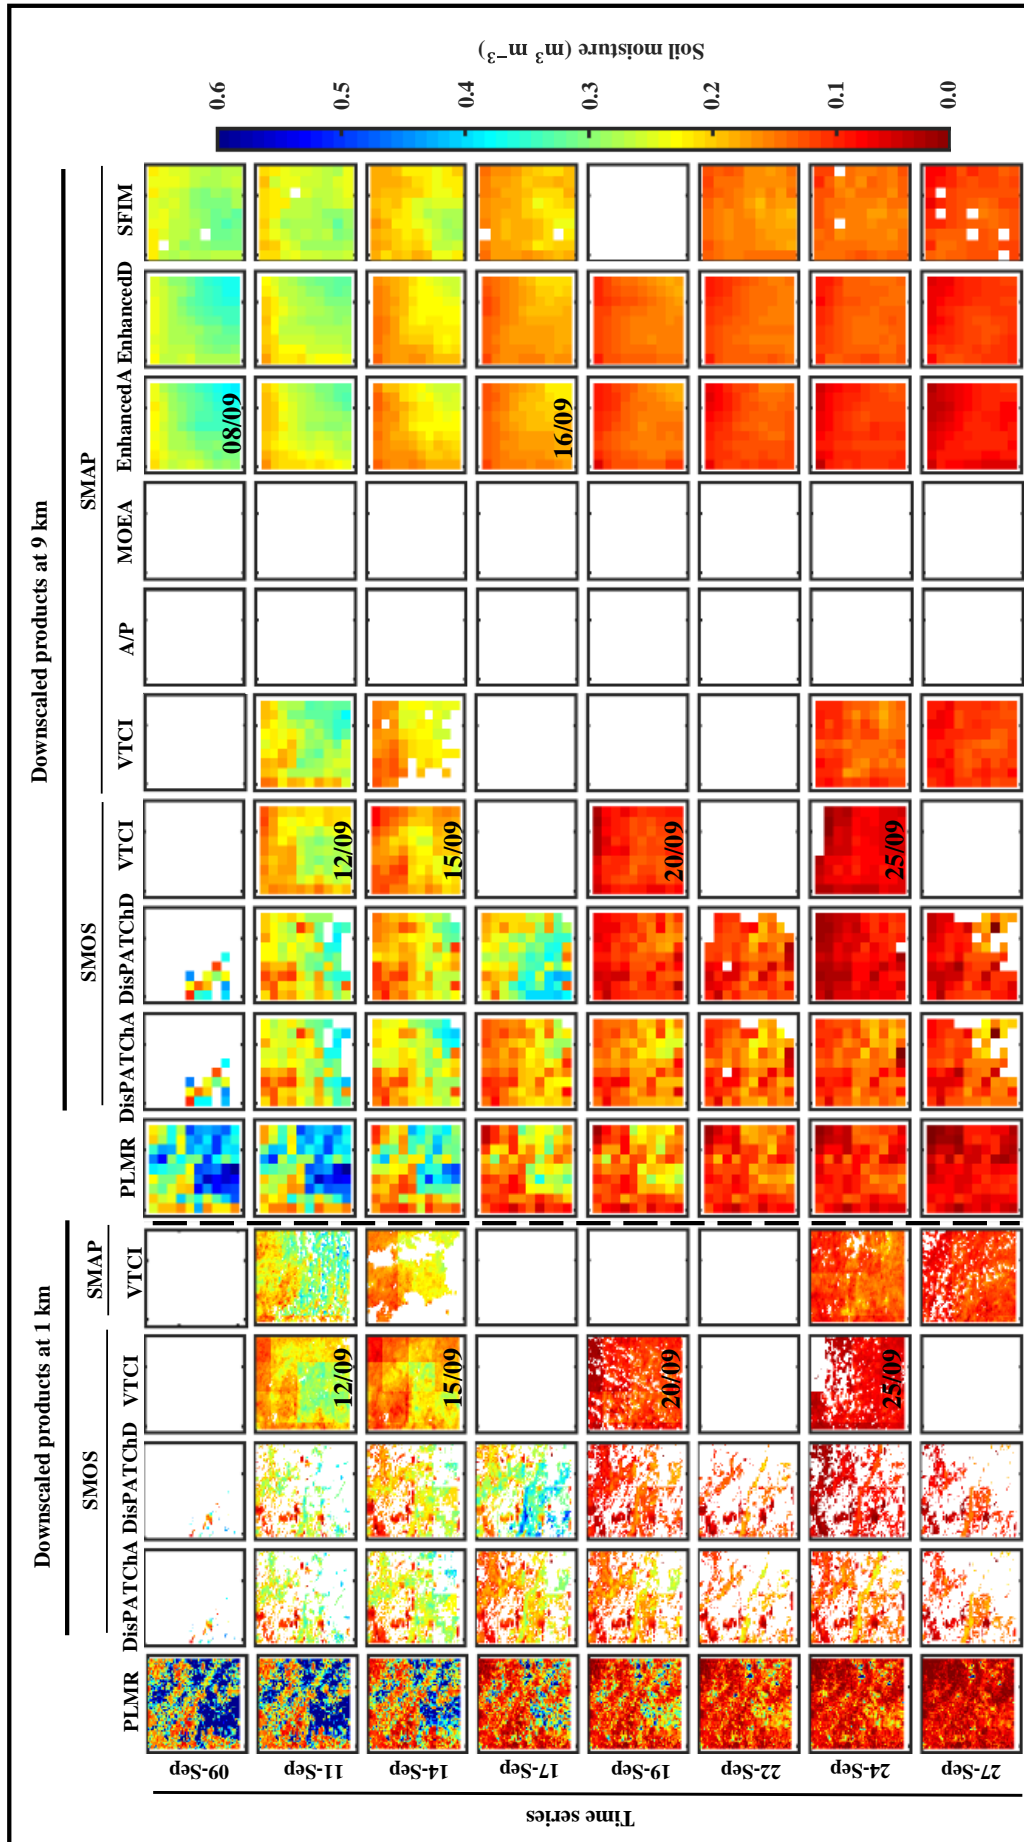 Downscaled products at 1 km
Downscaled products at 9 km
SMOS
SMAP
SMOS
SMAP
PLMR
DisPATChA
DisPATChD
VTCI
VTCI
PLMR
DisPATChA
DisPATChD
VTCI
VTCI
A/P
MOEA
EnhancedA
EnhancedD
SFIM
Time series
09-Sep
08/09
11-Sep
12/09
12/09
14-Sep
15/09
15/09
17-Sep
16/09
19-Sep
20/09
20/09
22-Sep
24-Sep
25/09
25/09
27-Sep
0.6
0.5
0.4
0.3
0.2
0.1
0.0
Soil moisture (m³ m⁻³)